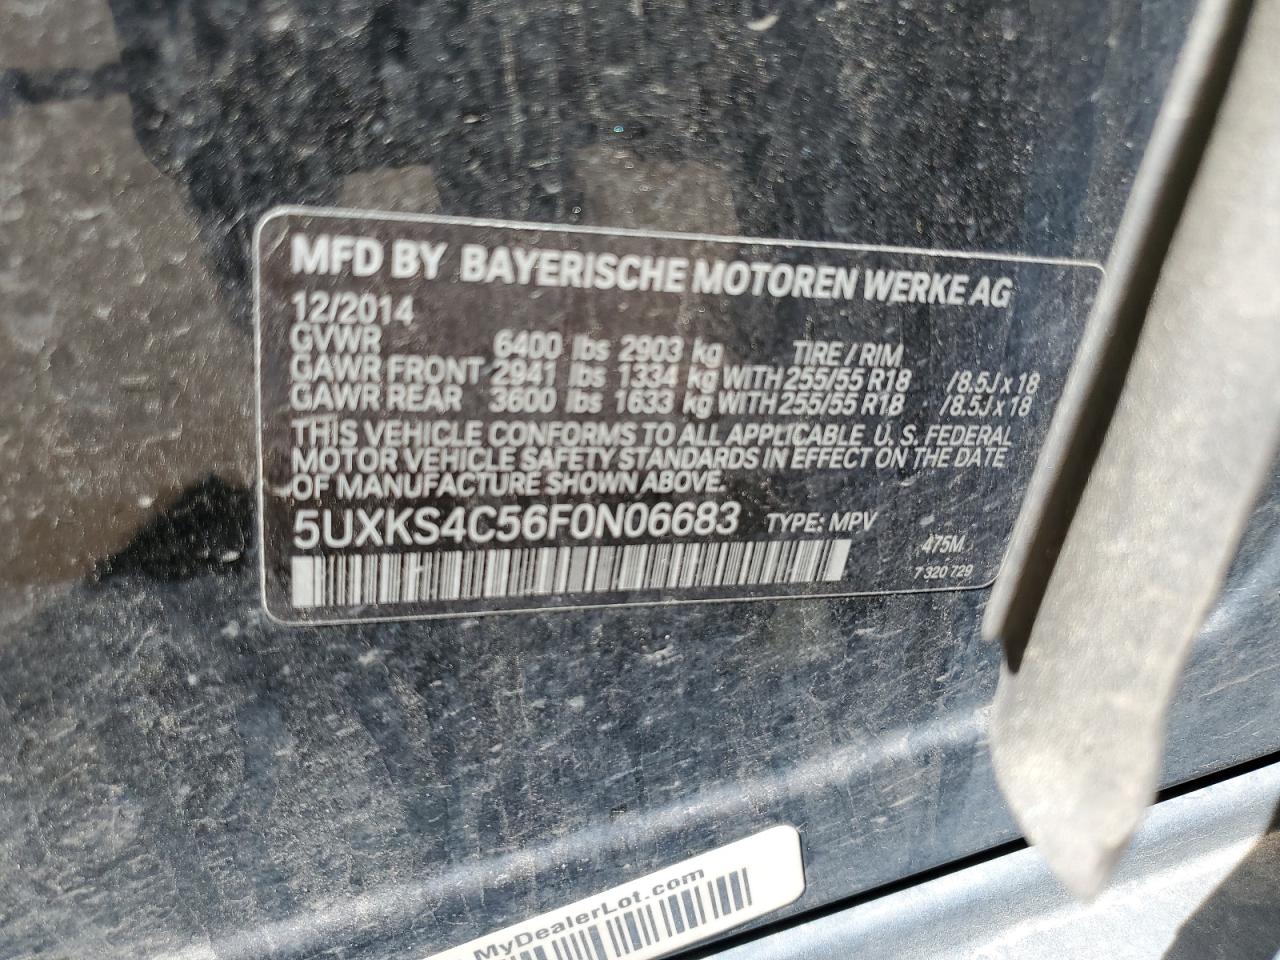 MFD BY BAYERISCHE MOTOREN WERKE AG
12/2014
GVWR 6400 lbs 2903 kg TIRE / RIM
GAWR FRONT 2941 lbs 1334 kg WITH 255/55 R18 /8.5J x 18
GAWR REAR 3600 lbs 1633 kg WITH 255/55 R18 /8.5J x 18
THIS VEHICLE CONFORMS TO ALL APPLICABLE U. S. FEDERAL
MOTOR VEHICLE SAFETY STANDARDS IN EFFECT ON THE DATE
OF MANUFACTURE SHOWN ABOVE.
5UXKS4C56F0N06683 TYPE: MPV
475M
7 320 729
MyDealerLot.com